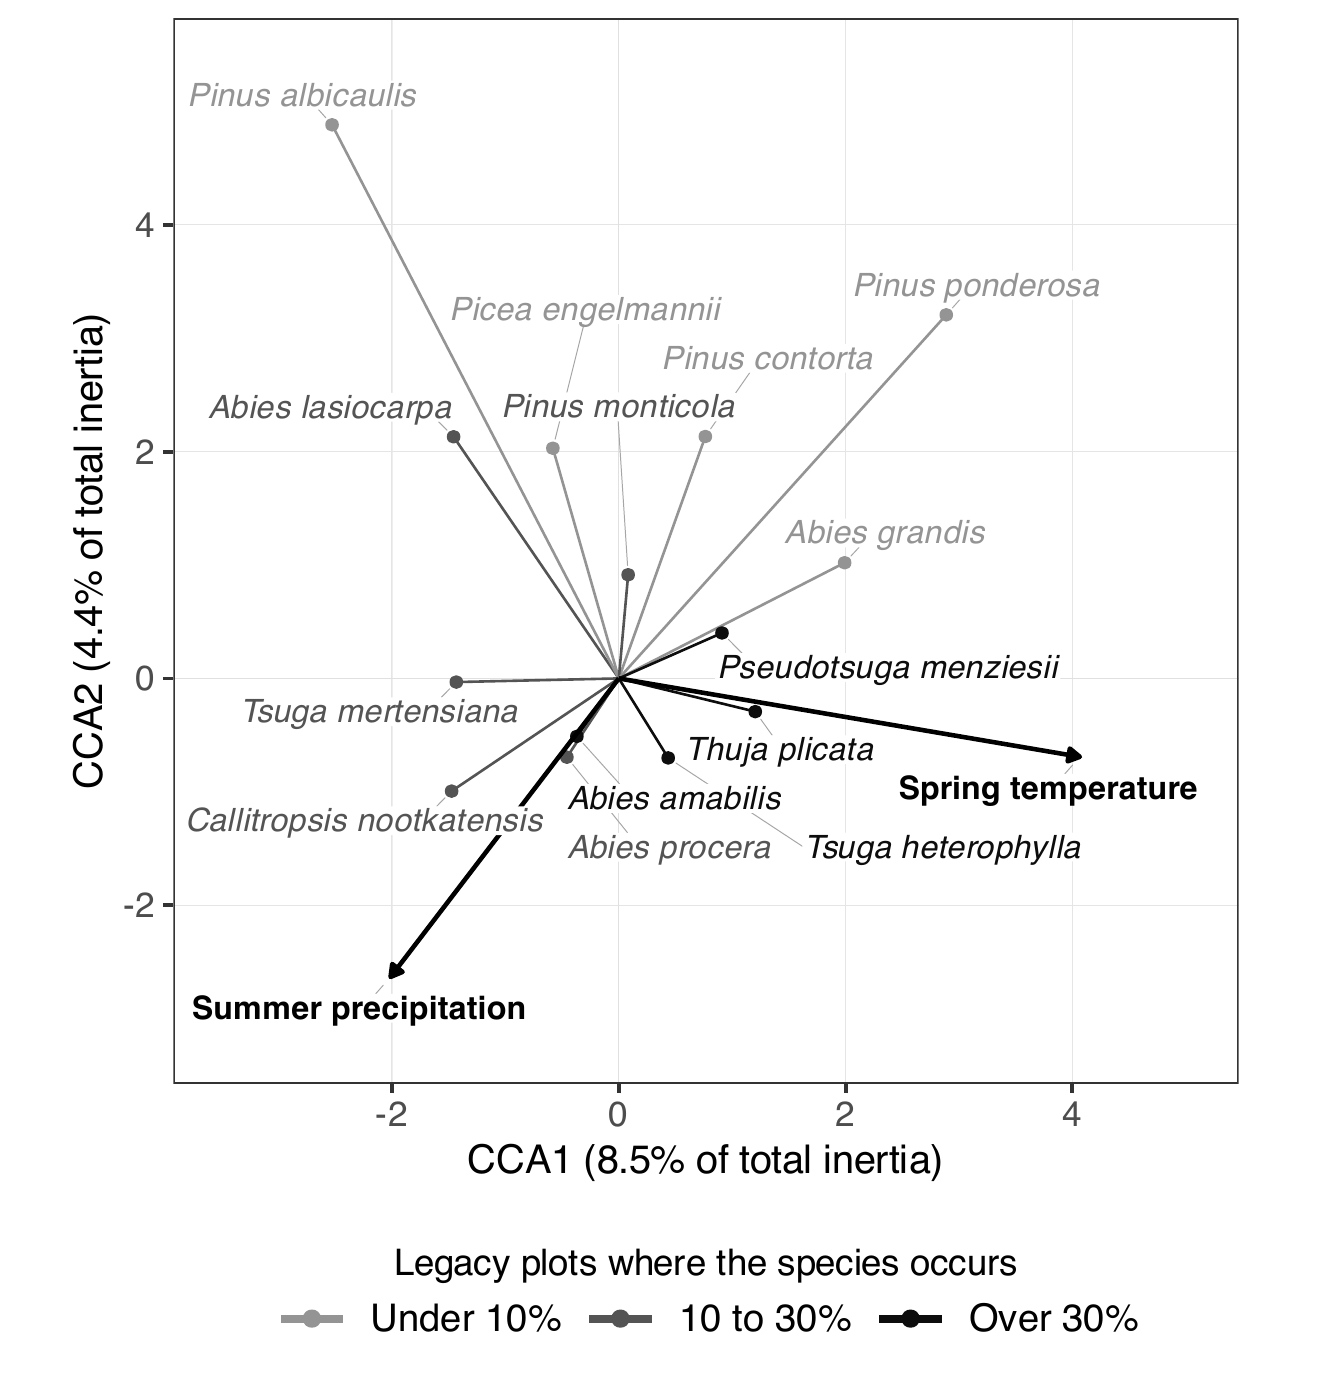 Pinus albicaulis
Pinus ponderosa
Picea engelmannii
Pinus contorta
Abies lasiocarpa
Pinus monticola
Abies grandis
Pseudotsuga menziesii
Tsuga mertensiana
Thuja plicata
Spring temperature
Abies amabilis
Callitropsis nootkatensis
Abies procera
Tsuga heterophylla
Summer precipitation
4
2
0
-2
CCA2 (4.4% of total inertia)
-2 0 2 4
CCA1 (8.5% of total inertia)
Legacy plots where the species occurs
Under 10% 10 to 30% Over 30%